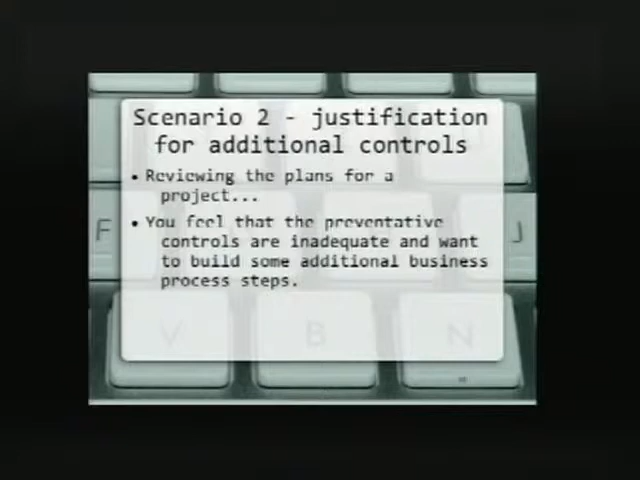 Scenario 2 - justification
for additional controls
• Reviewing the plans for a
project...
• You feel that the preventative
controls are inadequate and want
to build some additional business
process steps.
F
J
V
B
N